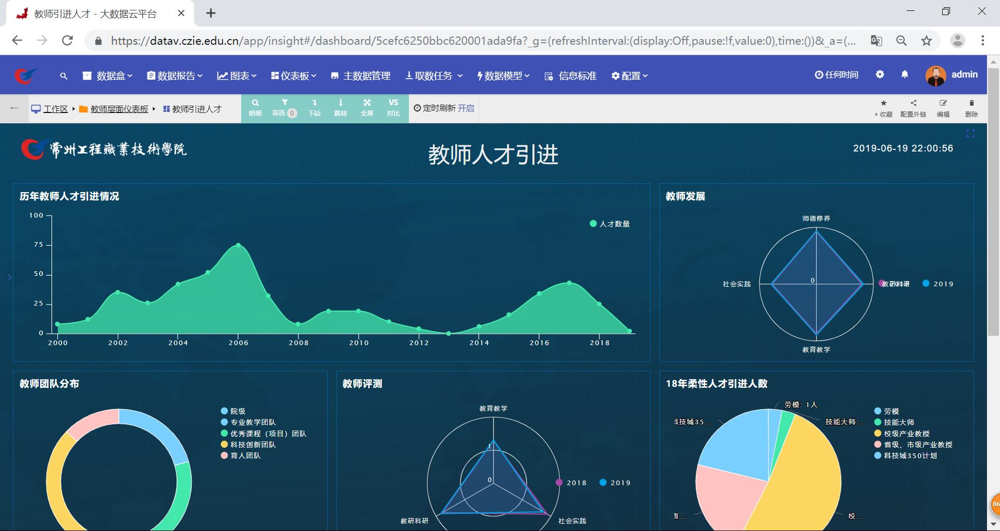 教师引进人才 - 大数据云平台
https://datav.czie.edu.cn/app/insight#/dashboard/5cefc6250bbc620001ada9fa?_g=(refreshInterval:(display:Off,pause:!f,value:0),time:())&_a=(...
数据盒 数据报告 图表 仪表板 主数据管理 取数任务 数据模型 信息标准 配置 任何时间 admin
工作区 教师层面仪表板 教师引进人才
明细 筛选 0 下钻 跳转 全屏 VS 对比
定时刷新 开启
+ 收藏 配置外链 编辑 删除
常州工程職業技術學院
教师人才引进
2019-06-19 22:00:56
历年教师人才引进情况
人才数量
100
75
50
25
0
2000 2002 2004 2006 2008 2010 2012 2014 2016 2018
教师发展
师德修养
社会实践
0
2019
教育教学
教师团队分布
院级
专业教学团队
优秀课程（项目）团队
科技创新团队
育人团队
教师评测
教育教学
1
0
2018 2019
教研科研
社会实践
18年柔性人才引进人数
劳模: 1人
技能大师:...
科技城35...
省...
校...
劳模
技能大师
校级产业教授
省级、市级产业教授
科技城350计划
86